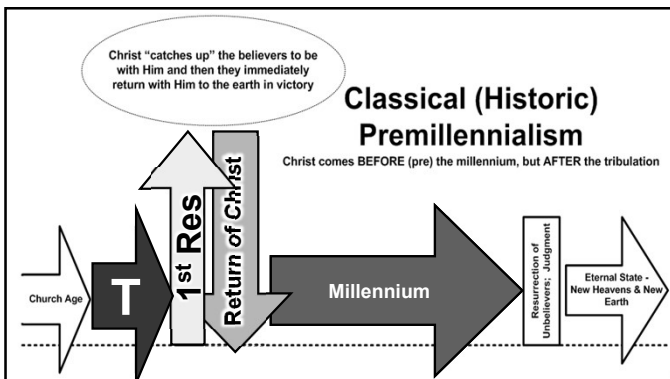 Christ “catches up” the believers to be
with Him and then they immediately
return with Him to the earth in victory
Classical (Historic)
Premillennialism
Christ comes BEFORE (pre) the millennium, but AFTER the tribulation
Church Age
T
1st Res
Return of Christ
Millennium
Resurrection of
Unbelievers; Judgment
Eternal State -
New Heavens & New
Earth